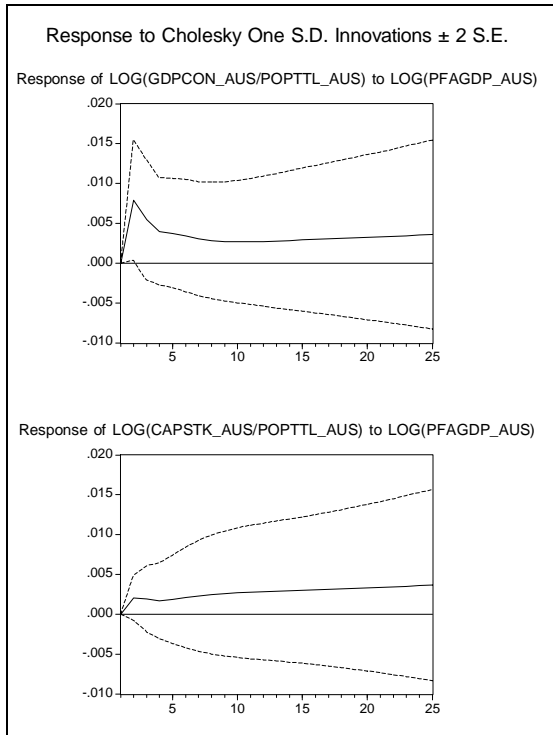 Response to Cholesky One S.D. Innovations ± 2 S.E.
Response of LOG(GDPCON_AUS/POPTTL_AUS) to LOG(PFAGDP_AUS)
.020
.015
.010
.005
.000
-.005
-.010
5 10 15 20 25
Response of LOG(CAPSTK_AUS/POPTTL_AUS) to LOG(PFAGDP_AUS)
.020
.015
.010
.005
.000
-.005
-.010
5 10 15 20 25